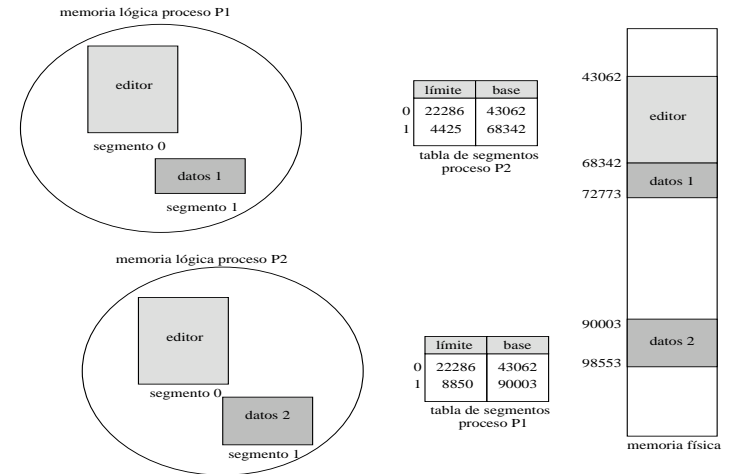 memoria lógica proceso P1
editor
segmento 0
datos 1
segmento 1
límite base
0 22286 43062
1 4425 68342
tabla de segmentos
proceso P2
memoria lógica proceso P2
editor
segmento 0
datos 2
segmento 1
límite base
0 22286 43062
1 8850 90003
tabla de segmentos
proceso P1
43062
editor
68342
datos 1
72773
90003
datos 2
98553
memoria física